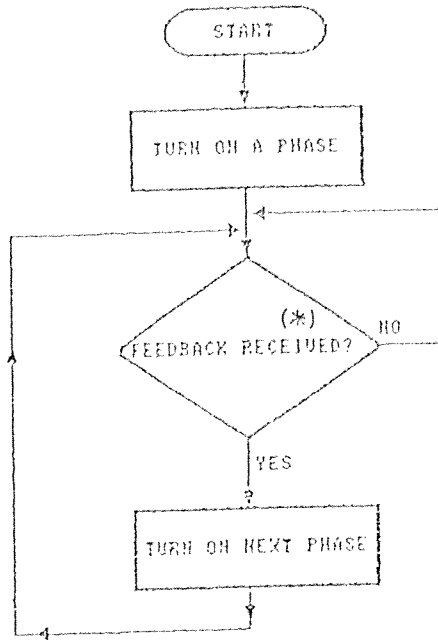 START
TURN ON A PHASE
(*)
FEEDBACK RECEIVED?
NO
YES
TURN ON NEXT PHASE